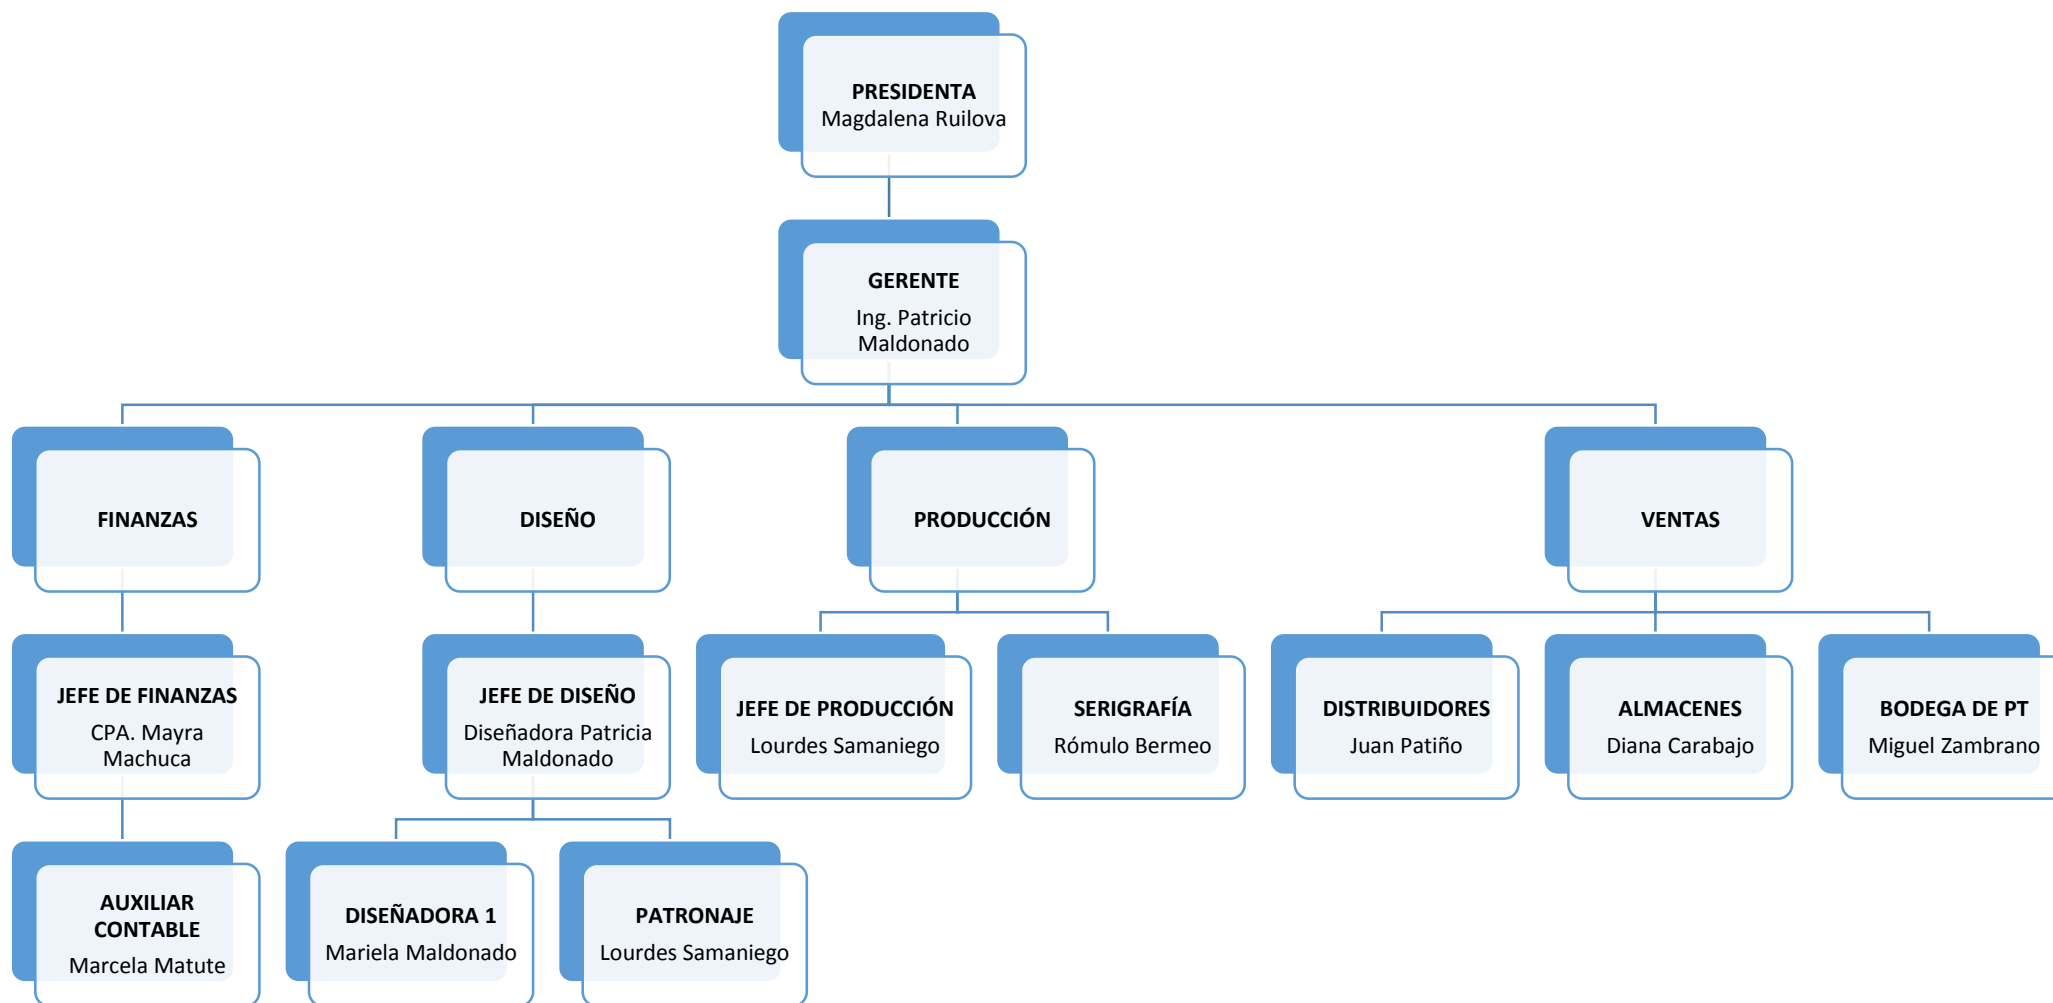 PRESIDENTA
Magdalena Ruilova
GERENTE
Ing. Patricio
Maldonado
FINANZAS
DISEÑO
PRODUCCIÓN
VENTAS
JEFE DE FINANZAS
CPA. Mayra
Machuca
JEFE DE DISEÑO
Diseñadora Patricia
Maldonado
JEFE DE PRODUCCIÓN
Lourdes Samaniego
SERIGRAFÍA
Rómulo Bermeo
DISTRIBUIDORES
Juan Patiño
ALMACENES
Diana Carabajo
BODEGA DE PT
Miguel Zambrano
AUXILIAR
CONTABLE
Marcela Matute
DISEÑADORA 1
Mariela Maldonado
PATRONAJE
Lourdes Samaniego